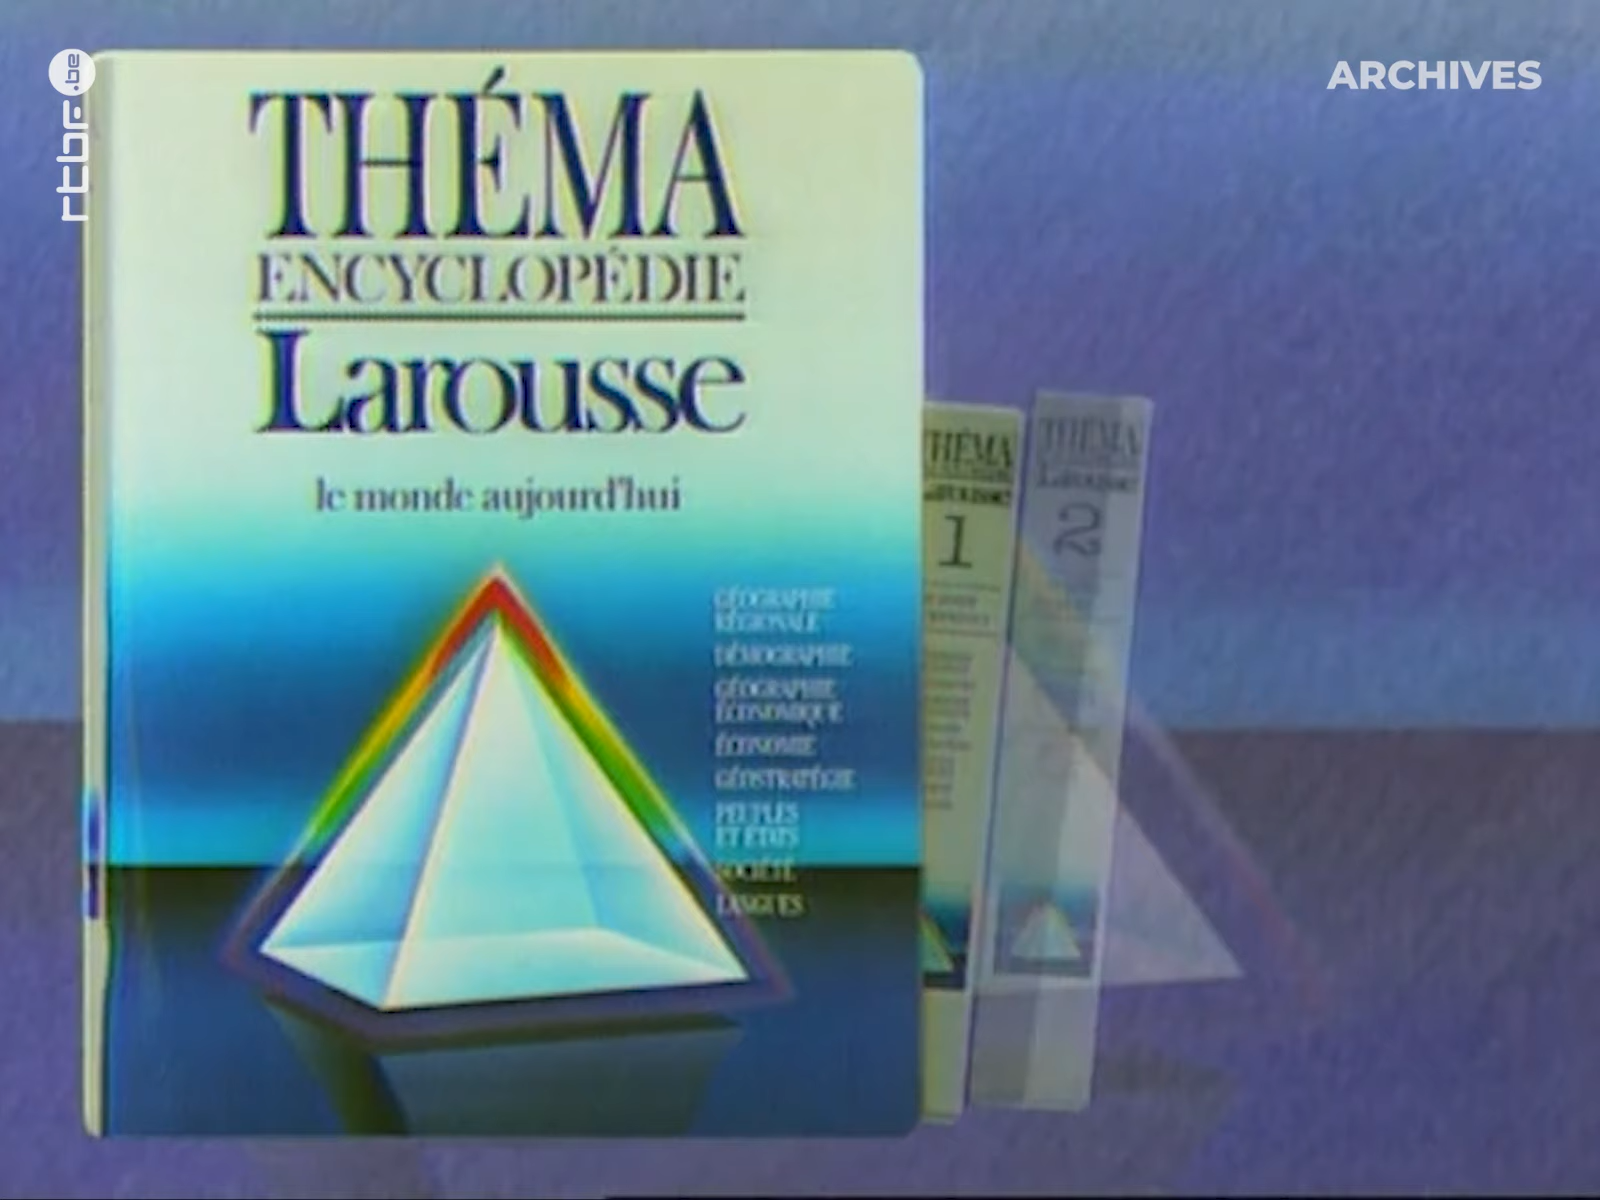 rtbf.be
ARCHIVES
THÉMA
ENCYCLOPÉDIE
Larousse
le monde aujourd'hui
GÉOGRAPHIE
RÉGIONALE
DÉMOGRAPHIE
GÉOGRAPHIE
ÉCONOMIQUE
ÉCONOMIE
GÉOSTRATÉGIE
PEUPLES
ET ÉTATS
SOCIÉTÉ
LANGUES
THÉMA
Larousse
1
THÉMA
Larousse
2